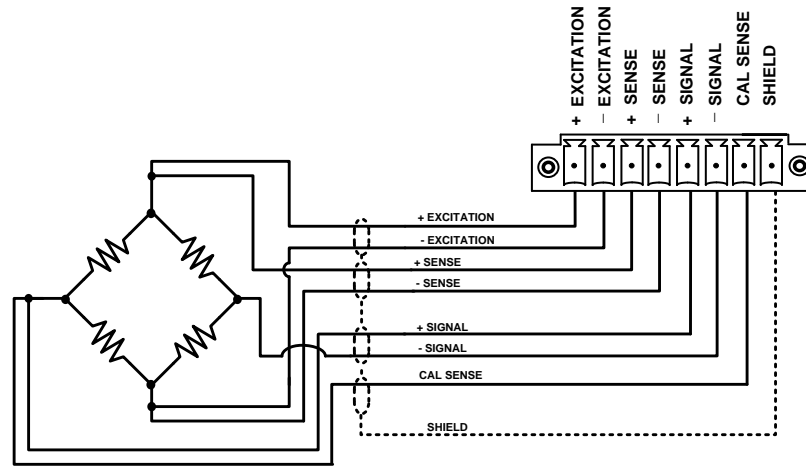 + EXCITATION
– EXCITATION
+ SENSE
– SENSE
+ SIGNAL
– SIGNAL
CAL SENSE
SHIELD
+ EXCITATION
- EXCITATION
+ SENSE
- SENSE
+ SIGNAL
- SIGNAL
CAL SENSE
SHIELD